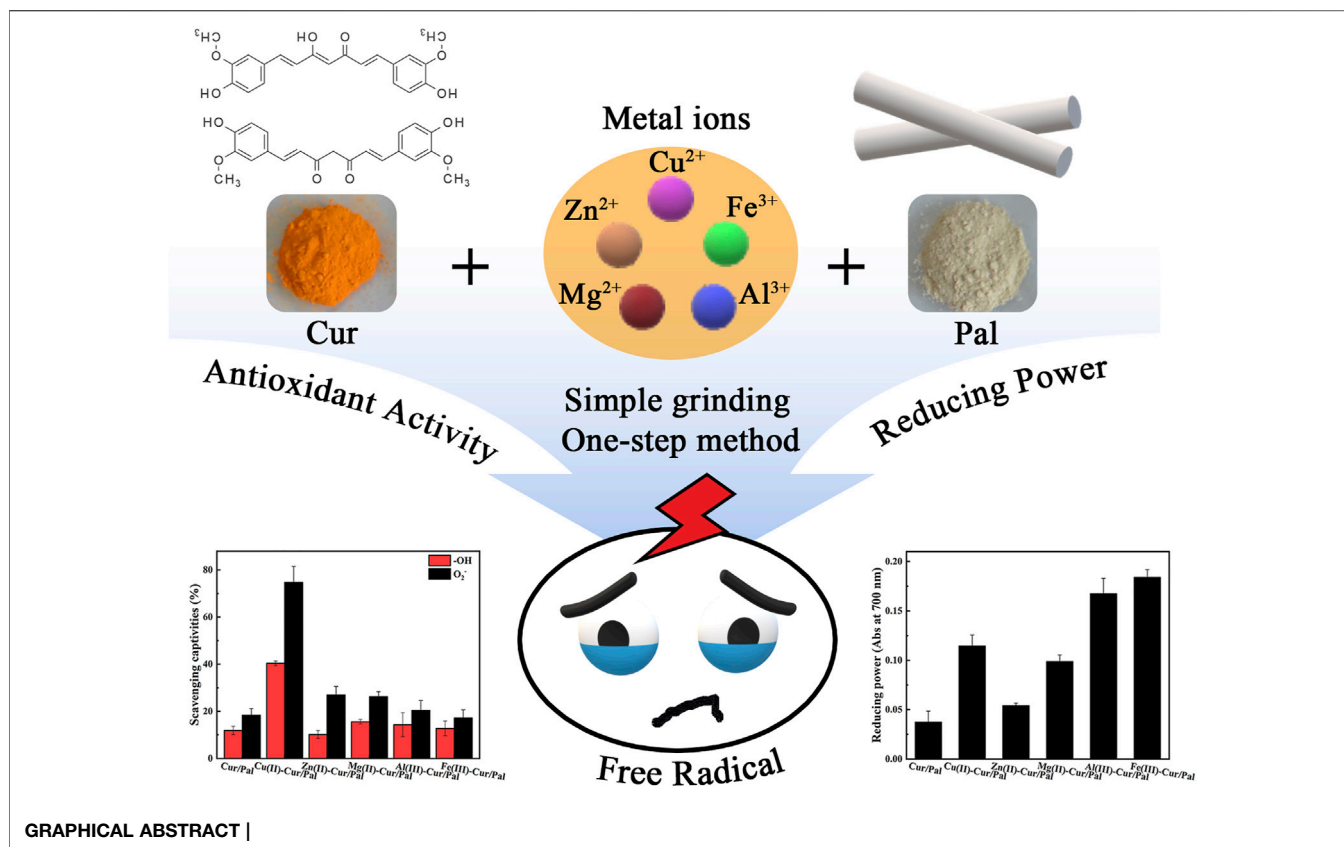 H₃C
O
OH
O
H₃C
O
HO
OH
HO
OH
O
CH₃
O
O
O
CH₃
Metal ions
Cu²⁺
Zn²⁺
Fe³⁺
Mg²⁺
Al³⁺
+
+
Cur
Pal
Antioxidant Activity
Simple grinding
One-step method
Reducing Power
-OH
O₂⁻
Scavenging captivities (%)
80
60
40
20
0
Cur/Pal
Cu(II)-Cur/Pal
Zn(II)-Cur/Pal
Mg(II)-Cur/Pal
Al(III)-Cur/Pal
Fe(III)-Cur/Pal
Free Radical
Reducing power (Abs at 700 nm)
0.20
0.15
0.10
0.05
0.00
Cur/Pal
Cu(II)-Cur/Pal
Zn(II)-Cur/Pal
Mg(II)-Cur/Pal
Al(III)-Cur/Pal
Fe(III)-Cur/Pal
GRAPHICAL ABSTRACT |